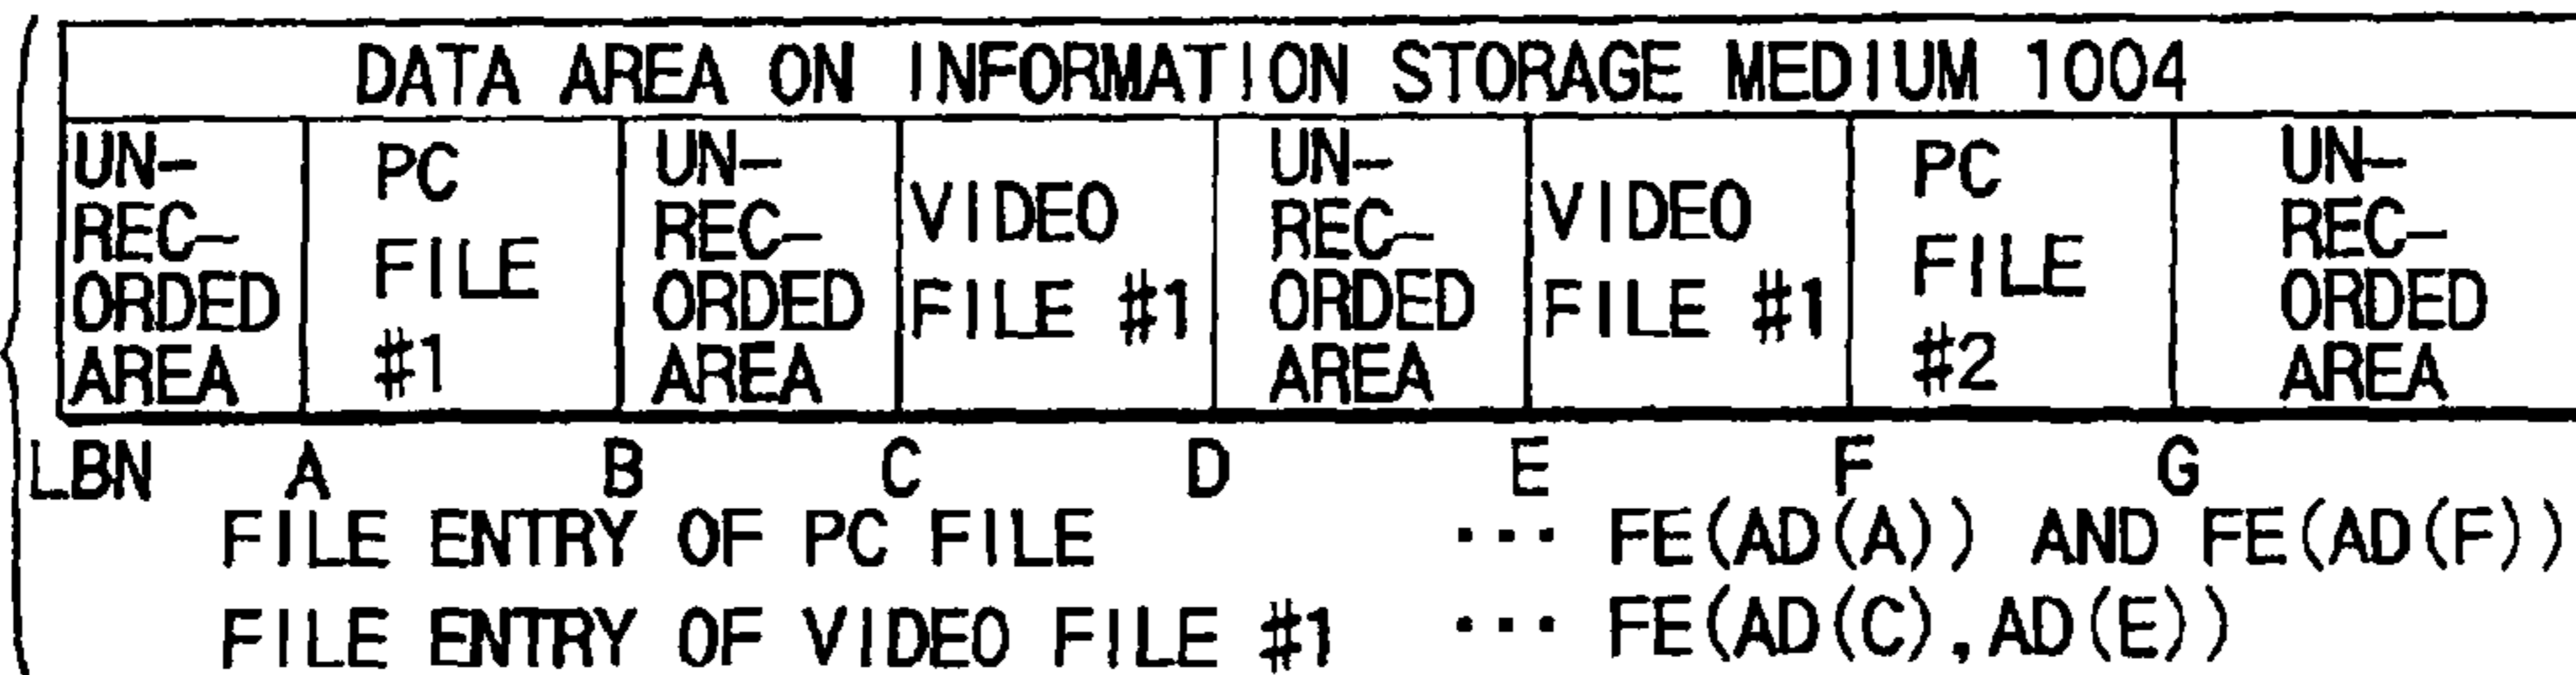 DATA AREA ON INFORMATION STORAGE MEDIUM 1004
UN-
REC-
ORDED
AREA
PC
FILE
#1
UN-
REC-
ORDED
AREA
VIDEO
FILE #1
UN-
REC-
ORDED
AREA
VIDEO
FILE #1
PC
FILE
#2
UN-
REC-
ORDED
AREA
LBN A B C D E F G
FILE ENTRY OF PC FILE ... FE(AD(A)) AND FE(AD(F))
FILE ENTRY OF VIDEO FILE #1 ... FE(AD(C),AD(E))